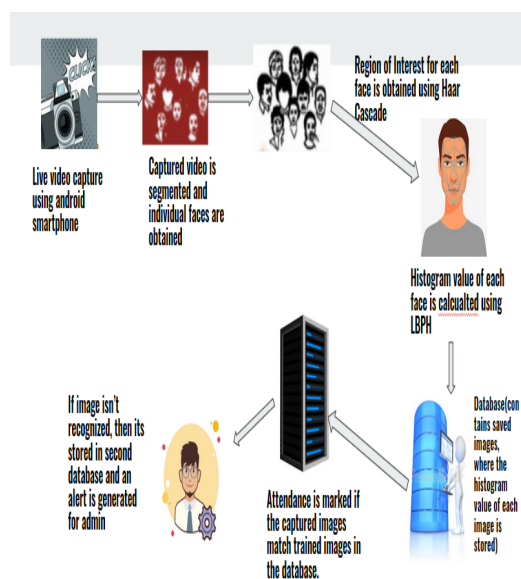 CLICK!
Live video capture
using android
smartphone
Captured video is
segmented and
individual faces are
obtained
Region of Interest for each
face is obtained using Haar
Cascade
Histogram value of each
face is calcualted using
LBPH
Database(con
tains saved
images,
where the
histogram
value of each
image is
stored)
Attendance is marked if
the captured images
match trained images in
the database.
If image isn't
recognized, then its
stored in second
database and an
alert is generated
for admin